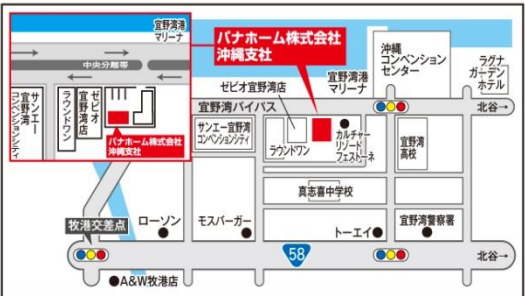 宜野湾港
マリーナ
中央分離帯
サンエー
宜野湾
コンベンションシティ
ラウンドワン
ゼビオ
宜野湾店
パナホーム株式会社
沖縄支社
パナホーム株式会社
沖縄支社
沖縄
コンベンション
センター
ラグナ
ガーデン
ホテル
宜野湾港
マリーナ
ゼビオ宜野湾店
宜野湾バイパス
北谷→
サンエー宜野湾
コンベンションシティ
ラウンドワン
カルチャー
リゾート
フェストーネ
宜野湾
高校
真志喜中学校
牧港交差点
ローソン
モスバーガー
トーエイ
宜野湾警察署
58
北谷→
A&W牧港店